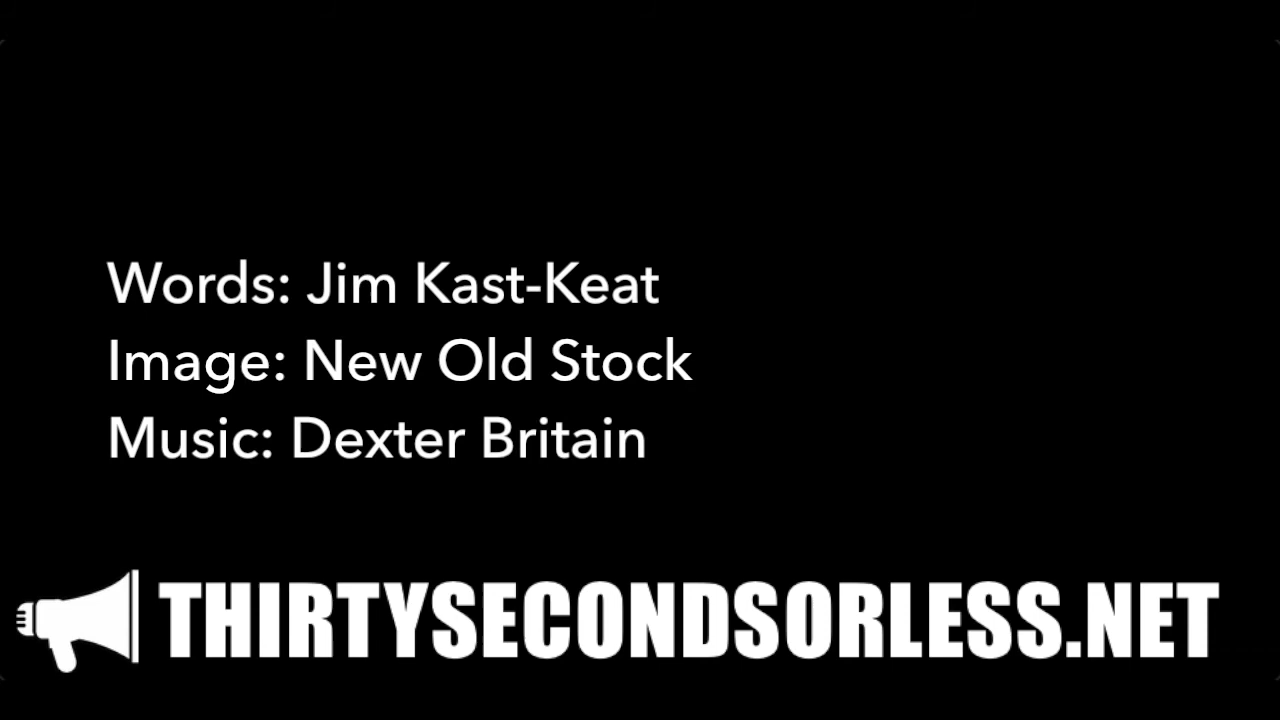 Words: Jim Kast-Keat
Image: New Old Stock
Music: Dexter Britain
THIRTYSECONDSORLESS.NET